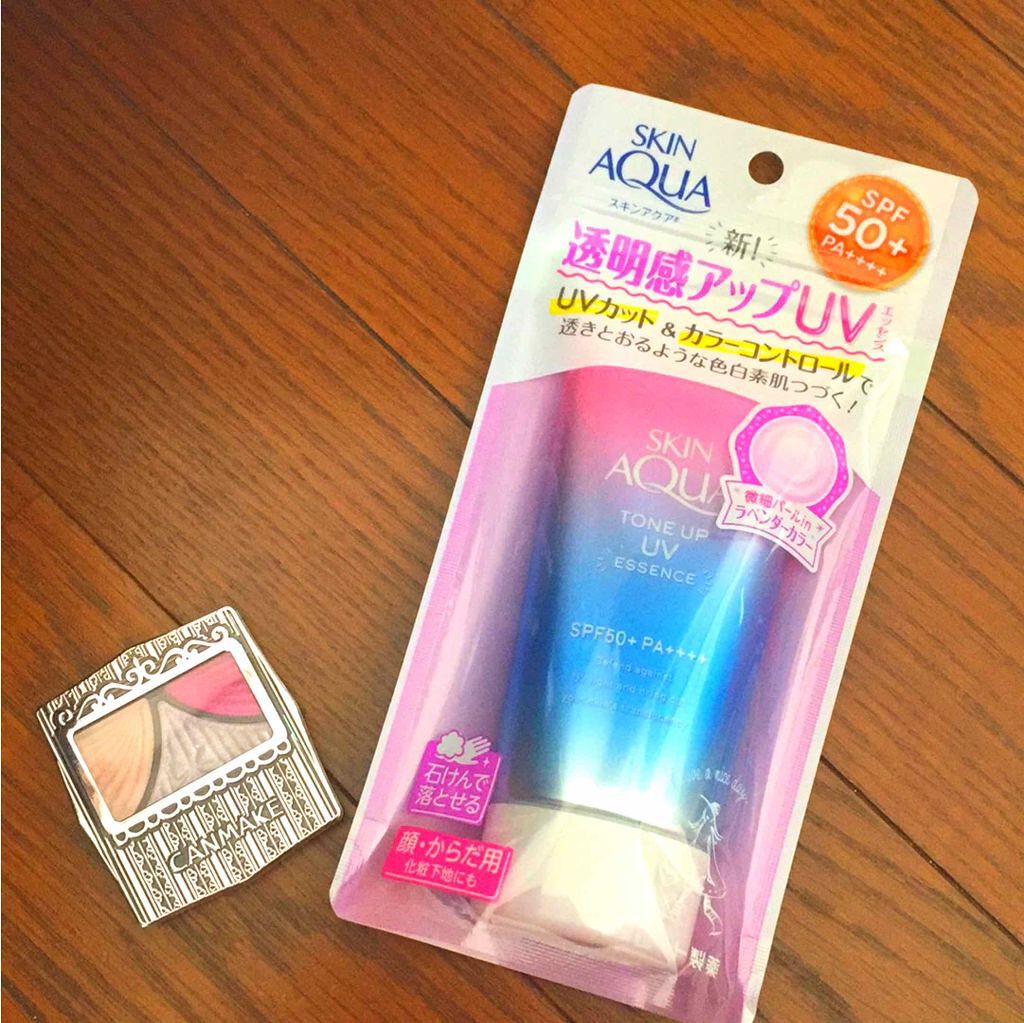 SKIN
AQUA
スキンアクア®
SPF
50+
PA++++
新!
透明感アップUV
エッセンス
UVカット & カラーコントロールで
透きとおるような色白素肌つづく!
SKIN
AQUA
TONE UP
UV
ESSENCE
微細パールin
ラベンダーカラー
SPF50+ PA++++
Defend against
石けんで
落とせる
顔・からだ用
化粧下地にも
a nice day
製薬
CANMAKE